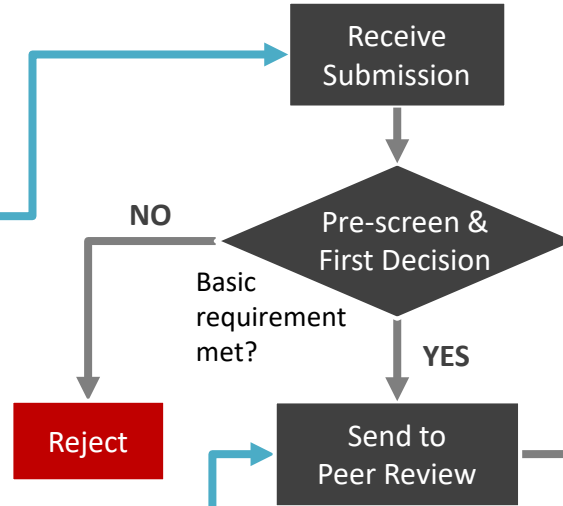 Receive
Submission
NO
Pre-screen &
First Decision
Basic
requirement
met?
YES
Reject
Send to
Peer Review